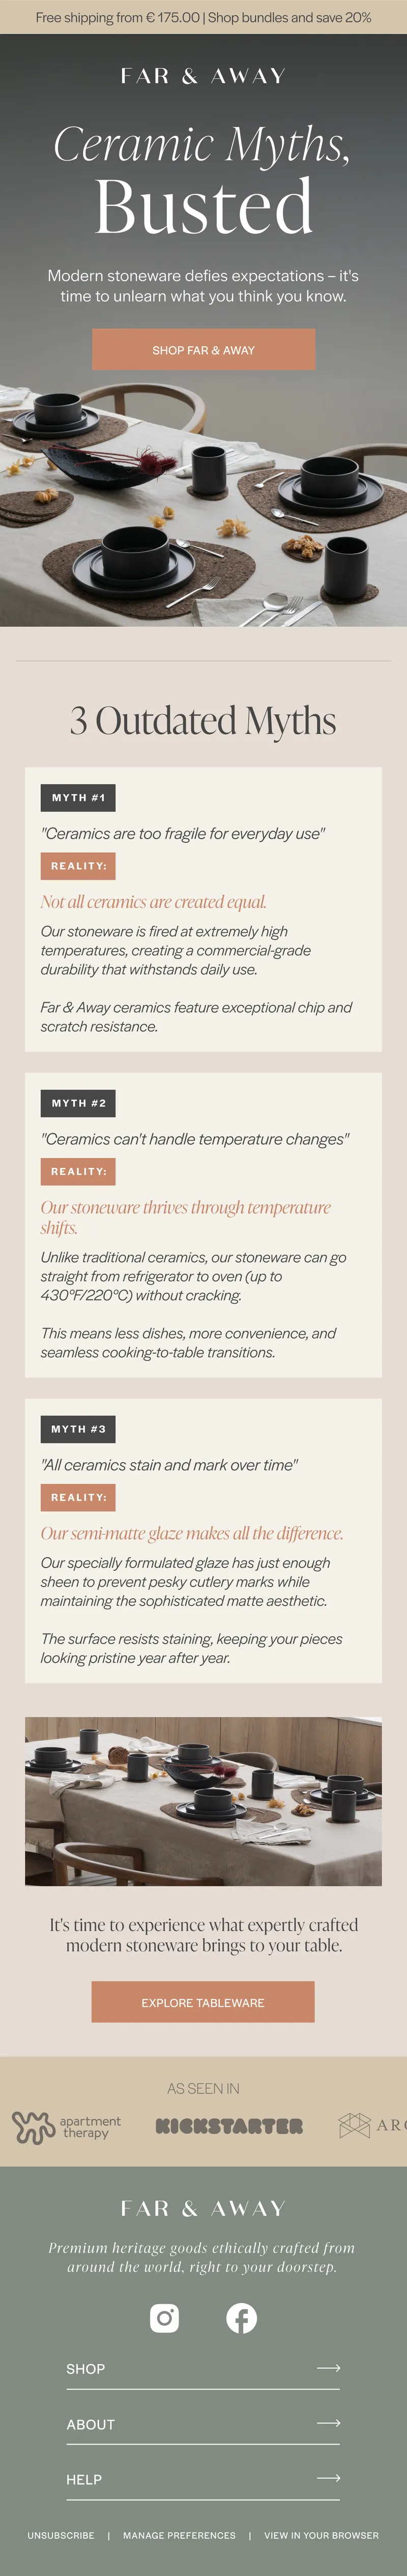 Free shipping from € 175.00 | Shop bundles and save 20%
FAR & AWAY
Ceramic Myths,
Busted
Modern stoneware defies expectations – it's
time to unlearn what you think you know.
SHOP FAR & AWAY
3 Outdated Myths
MYTH #1
"Ceramics are too fragile for everyday use"
REALITY:
Not all ceramics are created equal.
Our stoneware is fired at extremely high
temperatures, creating a commercial-grade
durability that withstands daily use.
Far & Away ceramics feature exceptional chip and
scratch resistance.
MYTH #2
"Ceramics can't handle temperature changes"
REALITY:
Our stoneware thrives through temperature
shifts.
Unlike traditional ceramics, our stoneware can go
straight from refrigerator to oven (up to
430°F/220°C) without cracking.
This means less dishes, more convenience, and
seamless cooking-to-table transitions.
MYTH #3
"All ceramics stain and mark over time"
REALITY:
Our semi-matte glaze makes all the difference.
Our specially formulated glaze has just enough
sheen to prevent pesky cutlery marks while
maintaining the sophisticated matte aesthetic.
The surface resists staining, keeping your pieces
looking pristine year after year.
It's time to experience what expertly crafted
modern stoneware brings to your table.
EXPLORE TABLEWARE
AS SEEN IN
apartment
therapy
KICKSTARTER
FAR & AWAY
Premium heritage goods ethically crafted from
around the world, right to your doorstep.
SHOP
ABOUT
HELP
UNSUBSCRIBE | MANAGE PREFERENCES | VIEW IN YOUR BROWSER